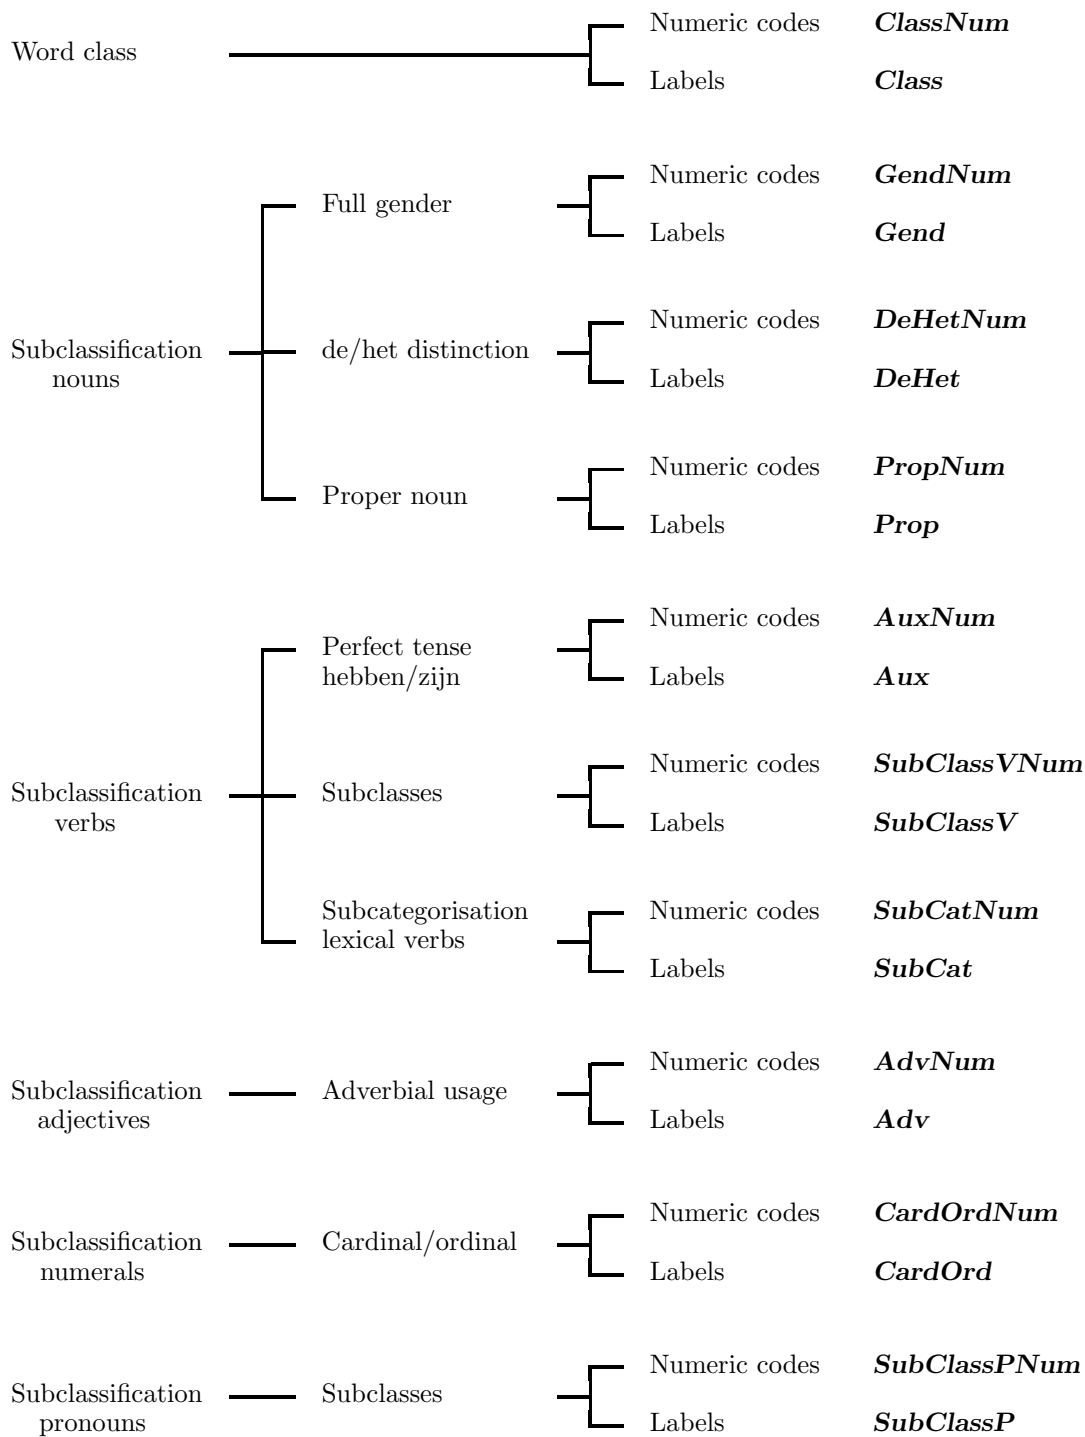 Numeric codes ClassNum
Word class
Labels Class
Numeric codes GendNum
Full gender
Labels Gend
Numeric codes DeHetNum
Subclassification de/het distinction
nouns Labels DeHet
Numeric codes PropNum
Proper noun
Labels Prop
Numeric codes AuxNum
Perfect tense
hebben/zijn Labels Aux
Numeric codes SubClassVNum
Subclassification Subclasses
verbs Labels SubClassV
Subcategorisation Numeric codes SubCatNum
lexical verbs
Labels SubCat
Numeric codes AdvNum
Subclassification Adverbial usage
adjectives Labels Adv
Numeric codes CardOrdNum
Subclassification Cardinal/ordinal
numerals Labels CardOrd
Numeric codes SubClassPNum
Subclassification Subclasses
pronouns Labels SubClassP